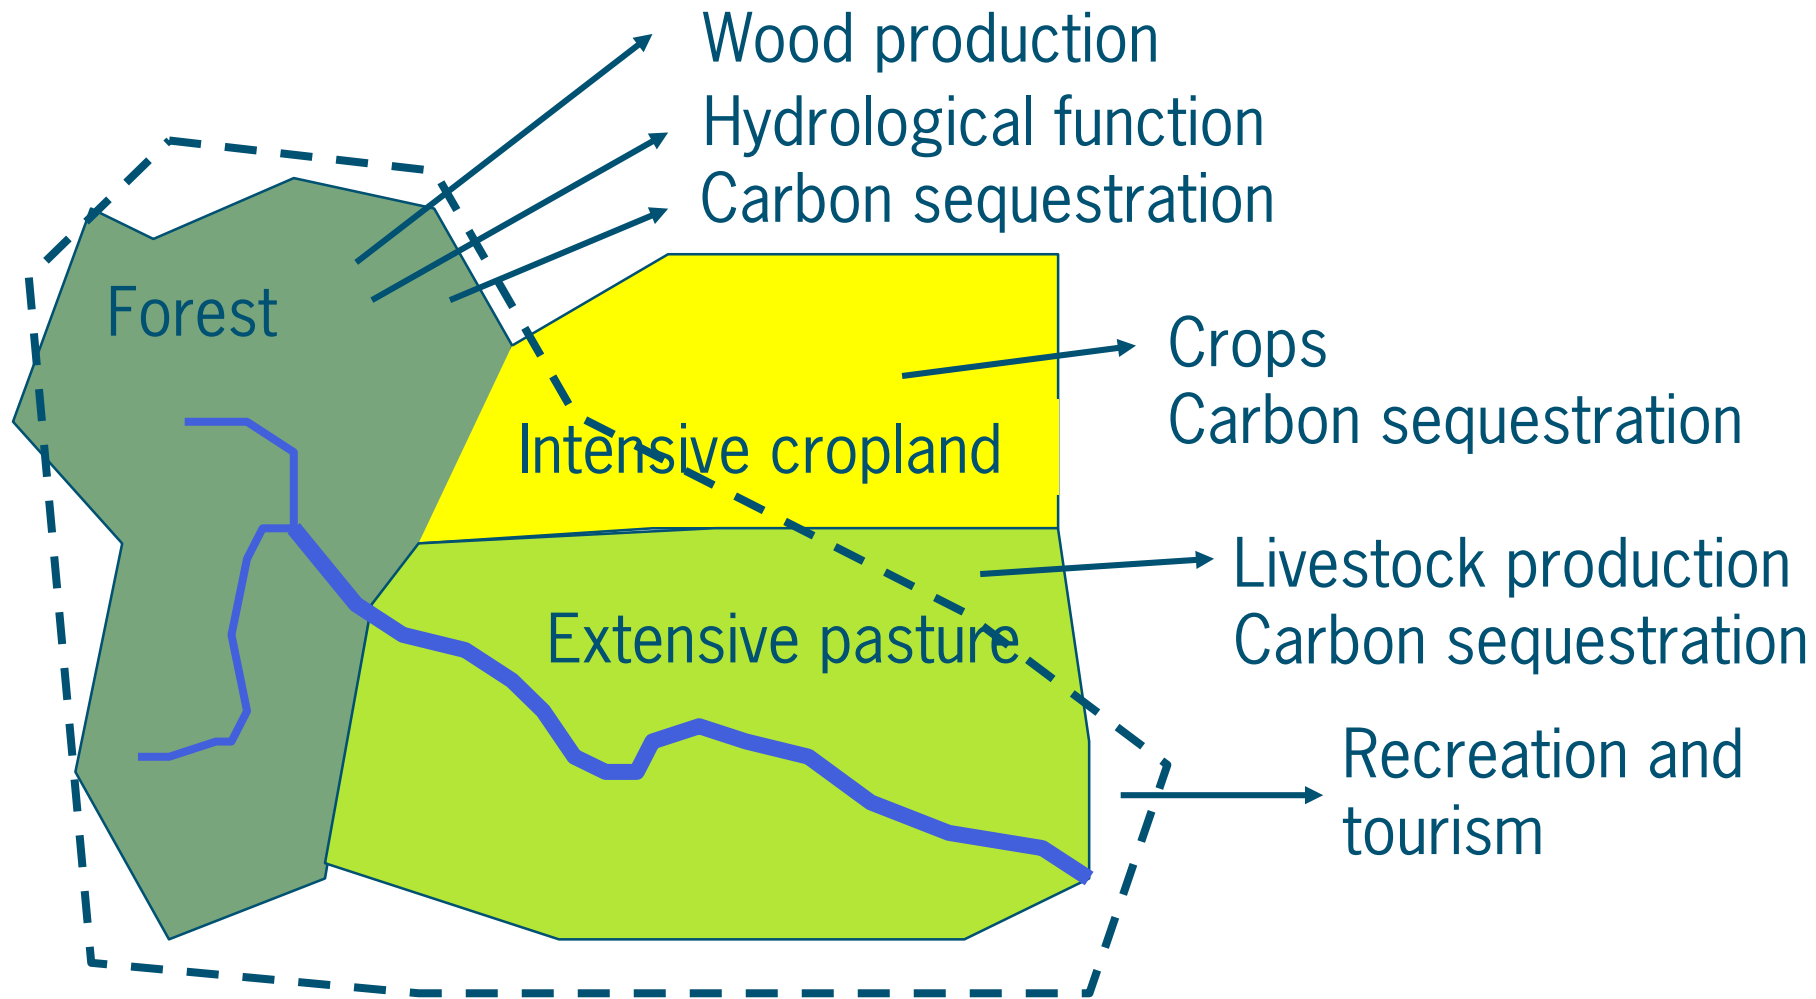 Wood production
Hydrological function
Carbon sequestration
Forest
Crops
Carbon sequestration
Intensive cropland
Livestock production
Carbon sequestration
Extensive pasture
Recreation and
tourism